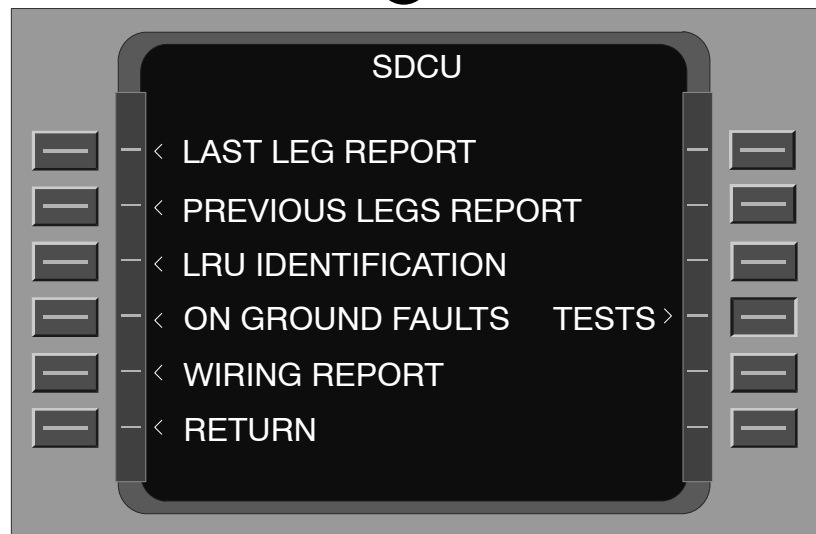 SDCU
< LAST LEG REPORT
< PREVIOUS LEGS REPORT
< LRU IDENTIFICATION
< ON GROUND FAULTS TESTS >
< WIRING REPORT
< RETURN